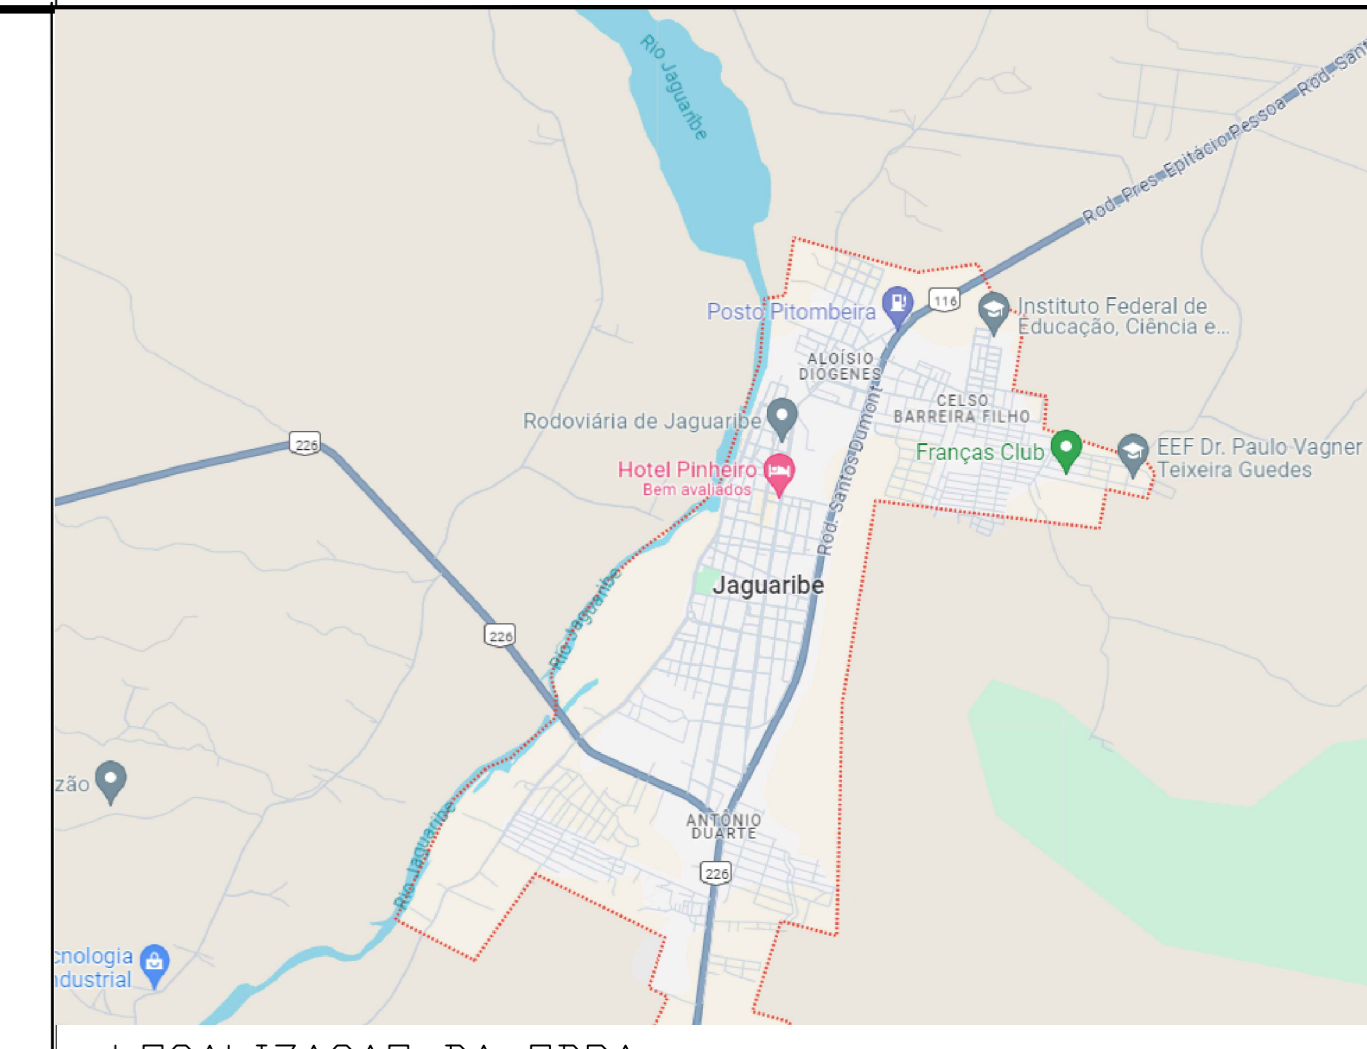 Rio Jaguaribe
Rod. Sant
Rod. Pres. Epitácio Pessoa
116
Posto Pitombeira
Instituto Federal de
Educação, Ciência e...
ALOÍSIO
DIÓGENES
CELSO
BARREIRA FILHO
Rodoviária de Jaguaribe
Rod. Santos Dumont
Franças Club
EEF Dr. Paulo Vagner
Teixeira Guedes
226
Hotel Pinheiro
Bem avaliados
Jaguaribe
Rio Jaguaribe
226
zão
ANTÔNIO
DUARTE
Rio Jaguaribe
226
cnologia
ndustrial